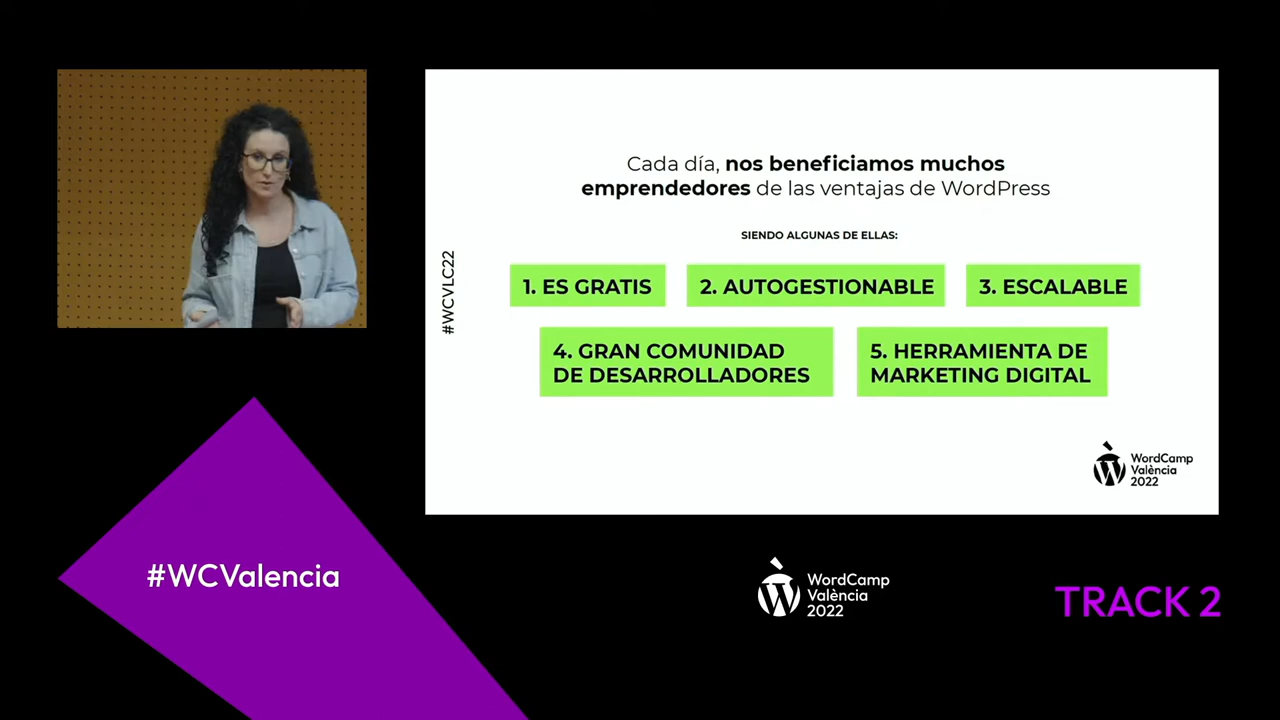 Cada día, nos beneficiamos muchos
emprendedores de las ventajas de WordPress
SIENDO ALGUNAS DE ELLAS:
#WCVLC22
1. ES GRATIS
2. AUTOGESTIONABLE
3. ESCALABLE
4. GRAN COMUNIDAD
DE DESARROLLADORES
5. HERRAMIENTA DE
MARKETING DIGITAL
WordCamp
València
2022
#WCValencia
WordCamp
València
2022
TRACK 2